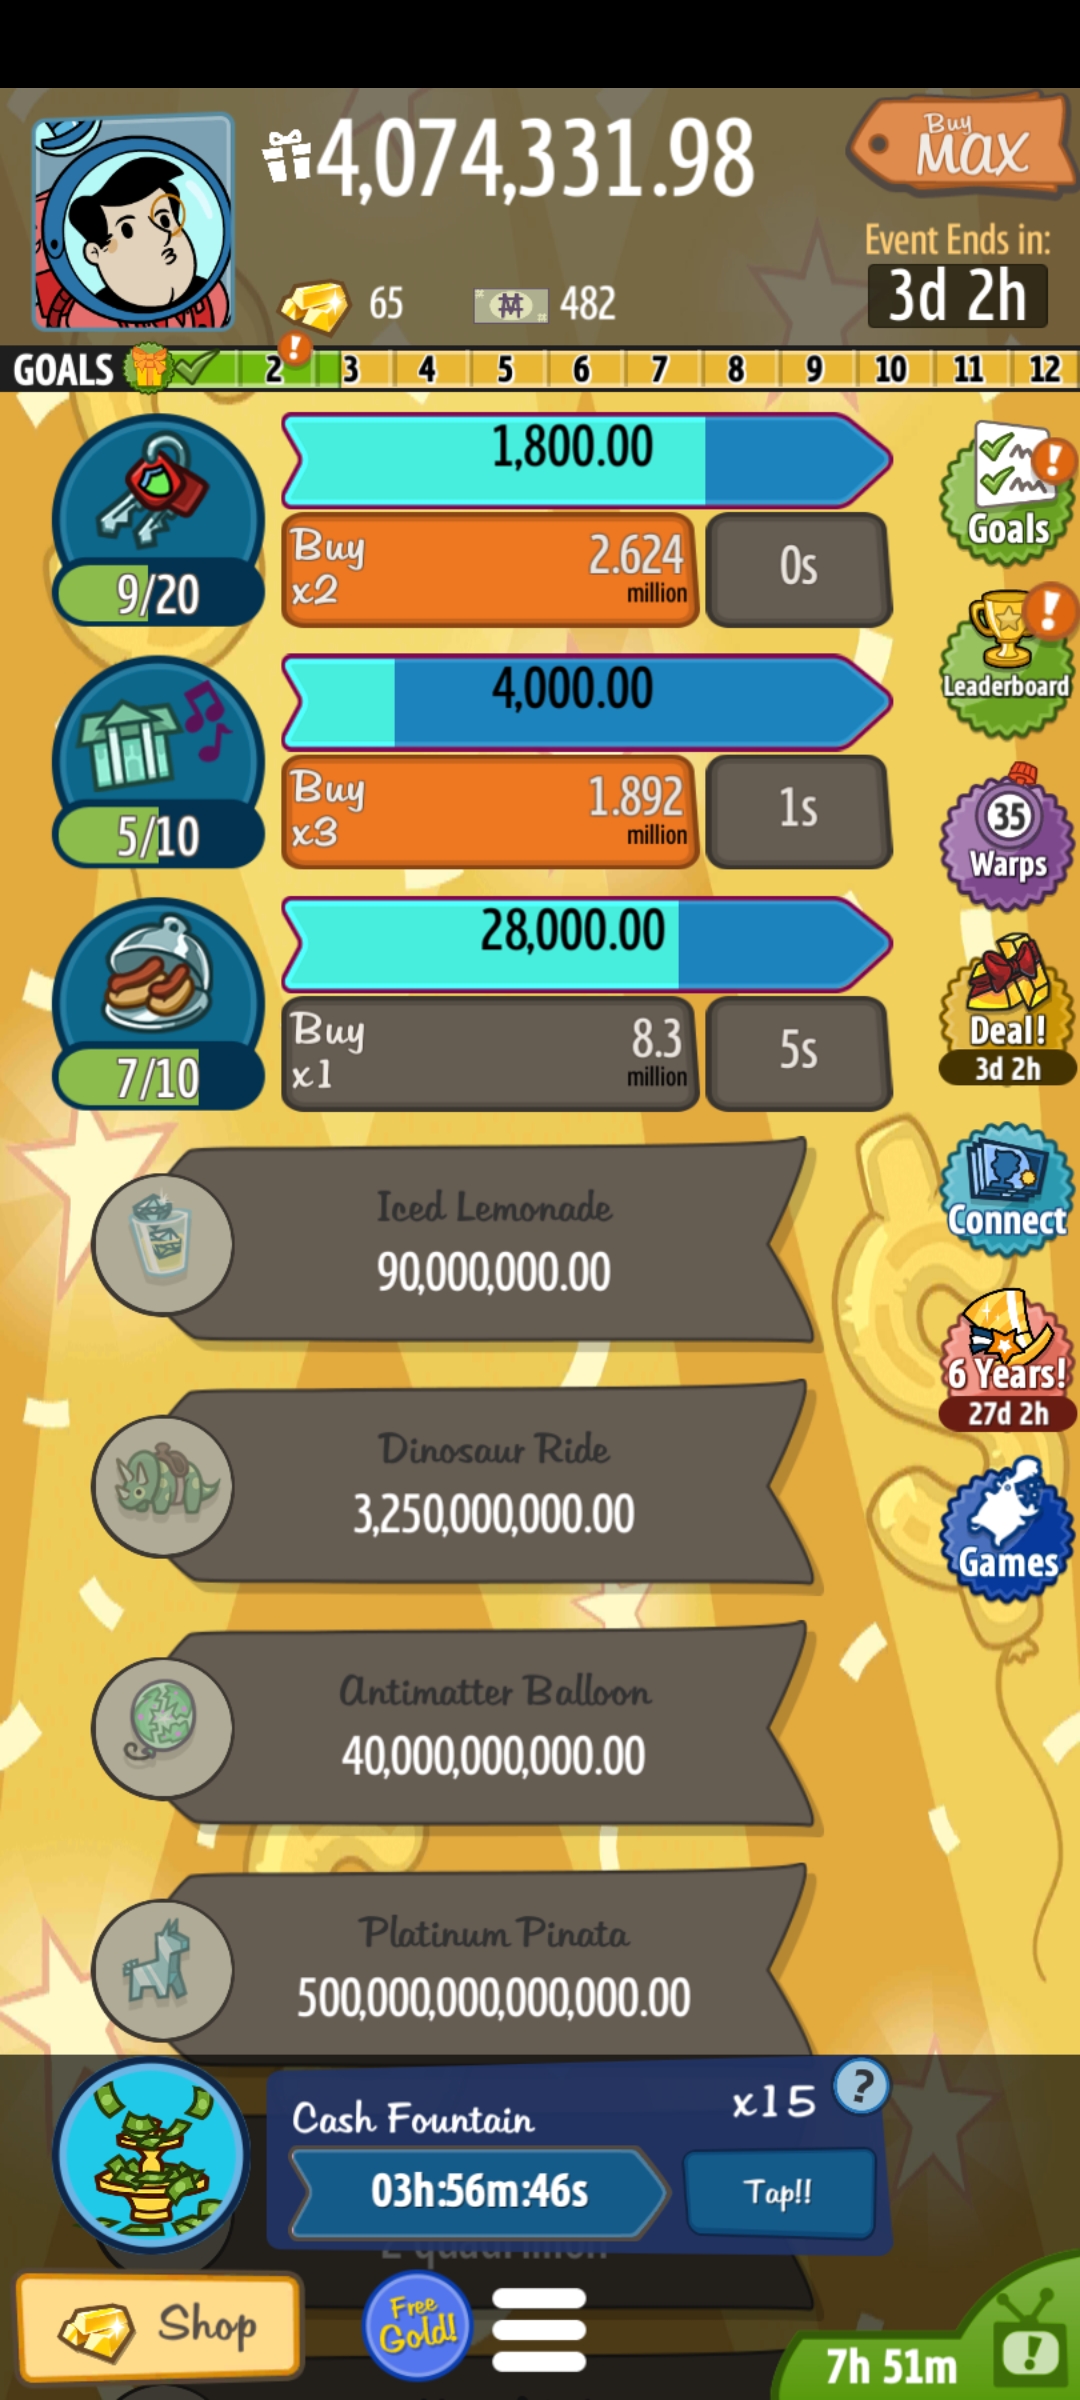 4,074,331.98
Buy
MAX
Event Ends in:
3d 2h
65
482
GOALS 2 ! 3 4 5 6 7 8 9 10 11 12
1,800.00
Buy
x2
2.624
million
0s
9/20
!
Goals
4,000.00
Buy
x3
1.892
million
1s
5/10
!
Leaderboard
35
Warps
28,000.00
Buy
x1
8.3
million
5s
7/10
Deal!
3d 2h
Iced Lemonade
90,000,000.00
Connect
Dinosaur Ride
3,250,000,000.00
6 Years!
27d 2h
Games
Antimatter Balloon
40,000,000,000.00
Platinum Pinata
500,000,000,000,000.00
Cash Fountain
x15
?
03h:56m:46s
Tap!!
2 quadrillion
Shop
Free
Gold!
7h 51m
!